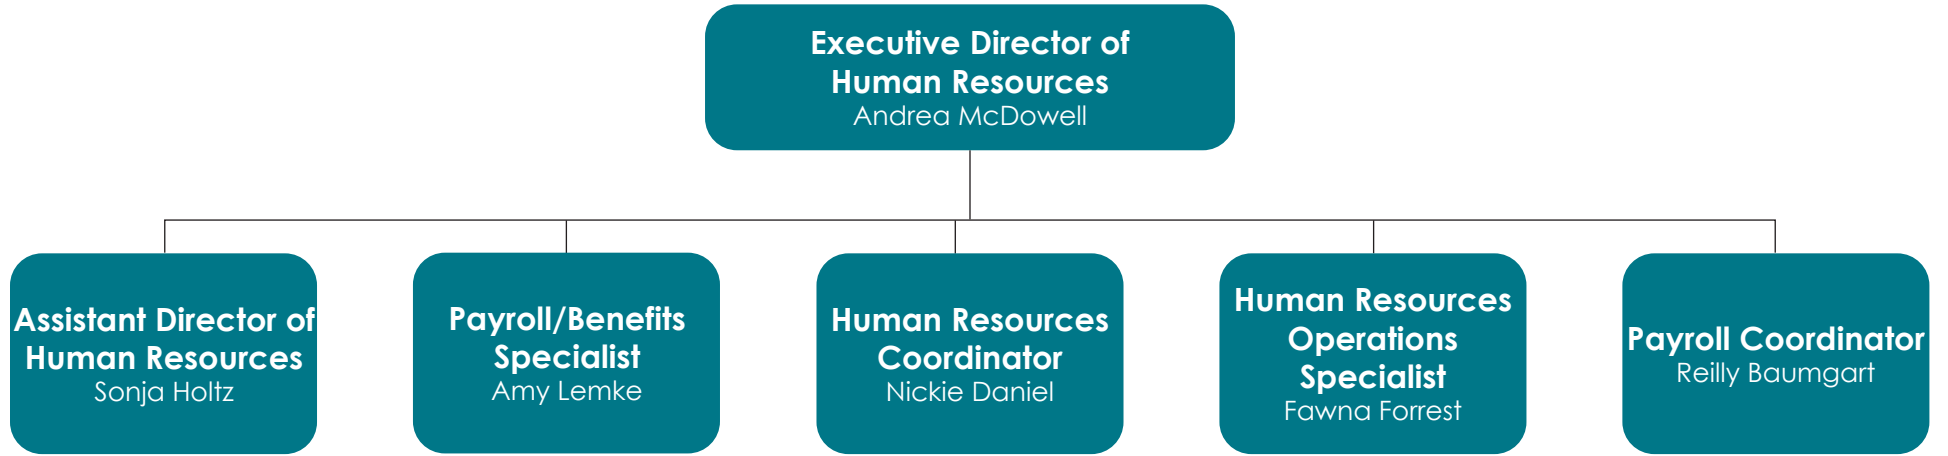 Executive Director of
Human Resources
Andrea McDowell
Assistant Director of
Human Resources
Sonja Holtz
Payroll/Benefits
Specialist
Amy Lemke
Human Resources
Coordinator
Nickie Daniel
Human Resources
Operations
Specialist
Fawna Forrest
Payroll Coordinator
Reilly Baumgart